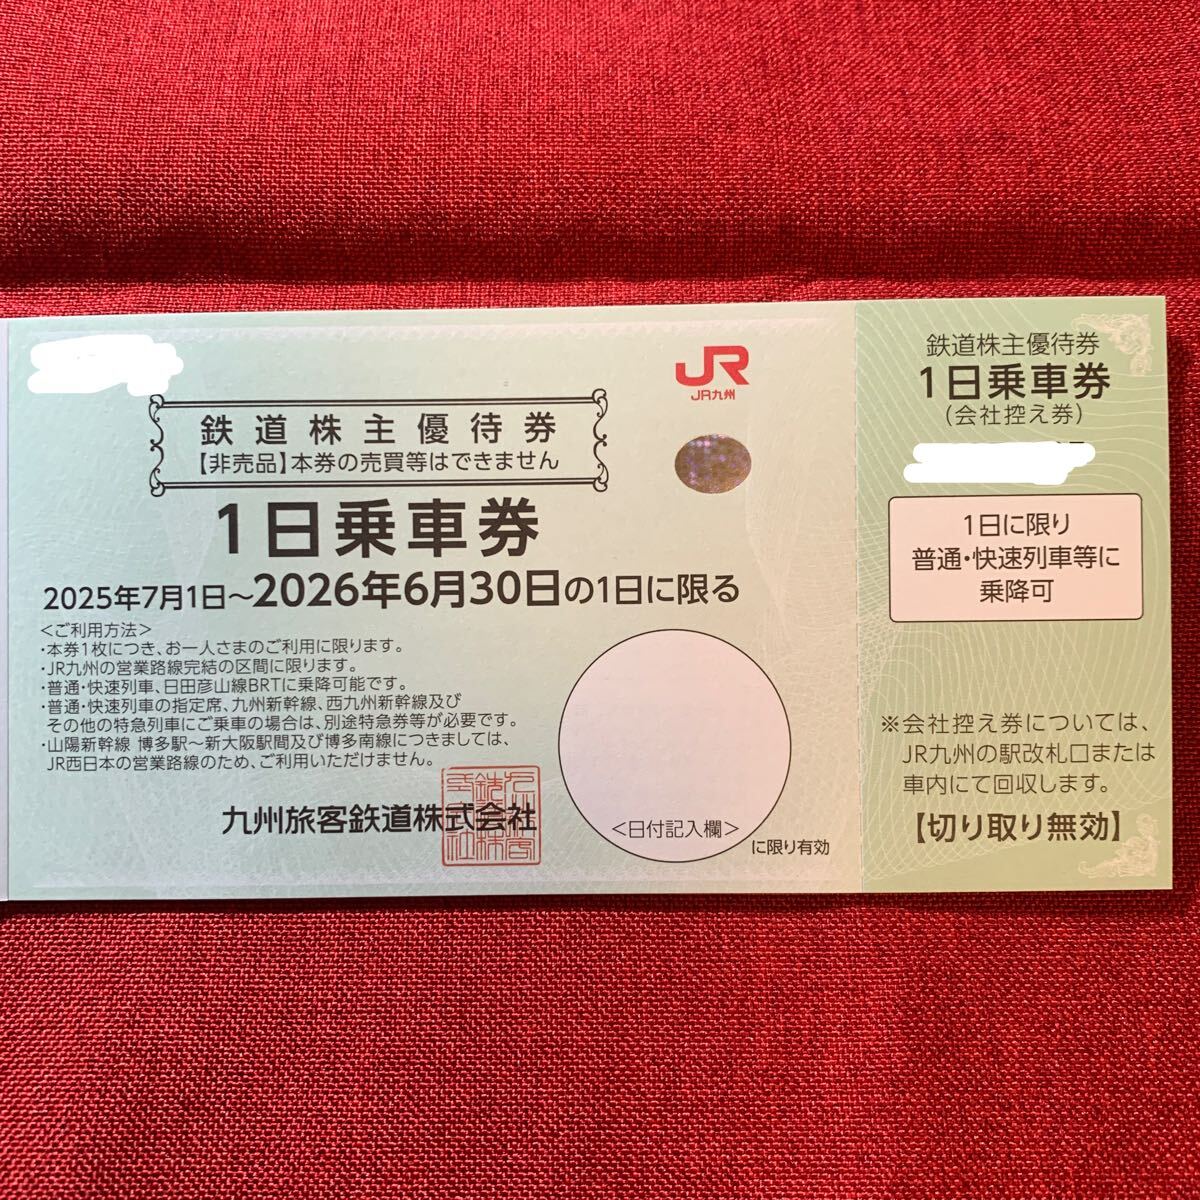 鉄道株主優待券
【非売品】本券の売買等はできません
JR
JR九州
1日乗車券
2025年7月1日～2026年6月30日の1日に限る
＜ご利用方法＞
・本券1枚につき、お一人さまのご利用に限ります。
・JR九州の営業路線完結の区間に限ります。
・普通・快速列車、日田彦山線BRTに乗降可能です。
・普通・快速列車の指定席、九州新幹線、西九州新幹線及び
その他の特急列車にご乗車の場合は、別途特急券等が必要です。
・山陽新幹線 博多駅～新大阪駅間及び博多南線につきましては、
JR西日本の営業路線のため、ご利用いただけません。
九州旅客鉄道株式会社
＜日付記入欄＞
に限り有効
鉄道株主優待券
1日乗車券
(会社控え券)
1日に限り
普通・快速列車等に
乗降可
※会社控え券については、
JR九州の駅改札口または
車内にて回収します。
【切り取り無効】